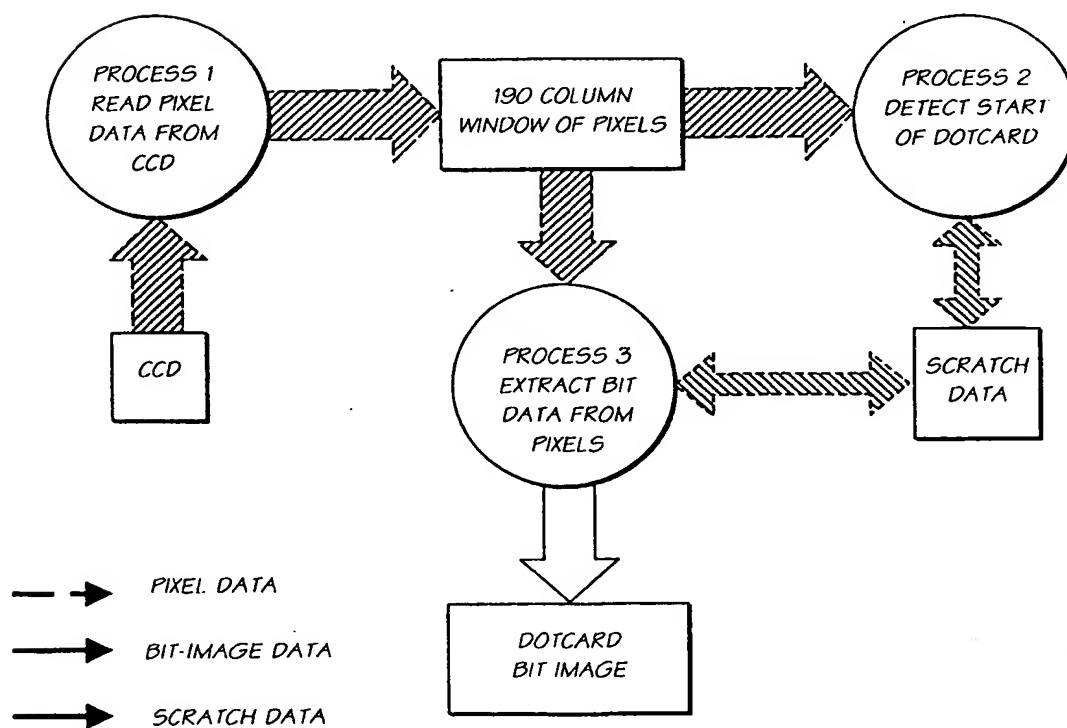 PROCESS 1
READ PIXEL
DATA FROM
CCD
190 COLUMN
WINDOW OF PIXELS
PROCESS 2
DETECT START
OF DOTCARD
CCD
PROCESS 3
EXTRACT BIT
DATA FROM
PIXELS
SCRATCH
DATA
DOTCARD
BIT IMAGE
PIXEL DATA
BIT-IMAGE DATA
SCRATCH DATA